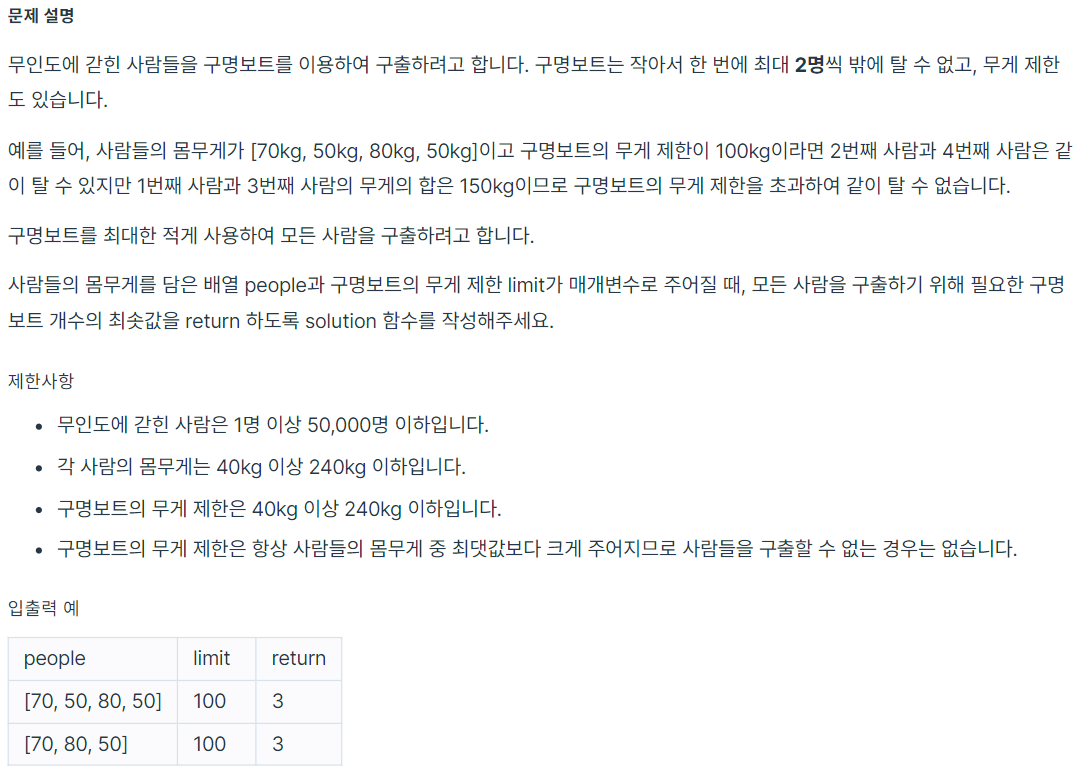 문제 설명
무인도에 갇힌 사람들을 구명보트를 이용하여 구출하려고 합니다. 구명보트는 작아서 한 번에 최대 2명씩 밖에 탈 수 없고, 무게 제한
도 있습니다.
예를 들어, 사람들의 몸무게가 [70kg, 50kg, 80kg, 50kg]이고 구명보트의 무게 제한이 100kg이라면 2번째 사람과 4번째 사람은 같
이 탈 수 있지만 1번째 사람과 3번째 사람의 무게의 합은 150kg이므로 구명보트의 무게 제한을 초과하여 같이 탈 수 없습니다.
구명보트를 최대한 적게 사용하여 모든 사람을 구출하려고 합니다.
사람들의 몸무게를 담은 배열 people과 구명보트의 무게 제한 limit가 매개변수로 주어질 때, 모든 사람을 구출하기 위해 필요한 구명
보트 개수의 최솟값을 return 하도록 solution 함수를 작성해주세요.
제한사항
• 무인도에 갇힌 사람은 1명 이상 50,000명 이하입니다.
• 각 사람의 몸무게는 40kg 이상 240kg 이하입니다.
• 구명보트의 무게 제한은 40kg 이상 240kg 이하입니다.
• 구명보트의 무게 제한은 항상 사람들의 몸무게 중 최댓값보다 크게 주어지므로 사람들을 구출할 수 없는 경우는 없습니다.
입출력 예
people limit return
[70, 50, 80, 50] 100 3
[70, 80, 50] 100 3